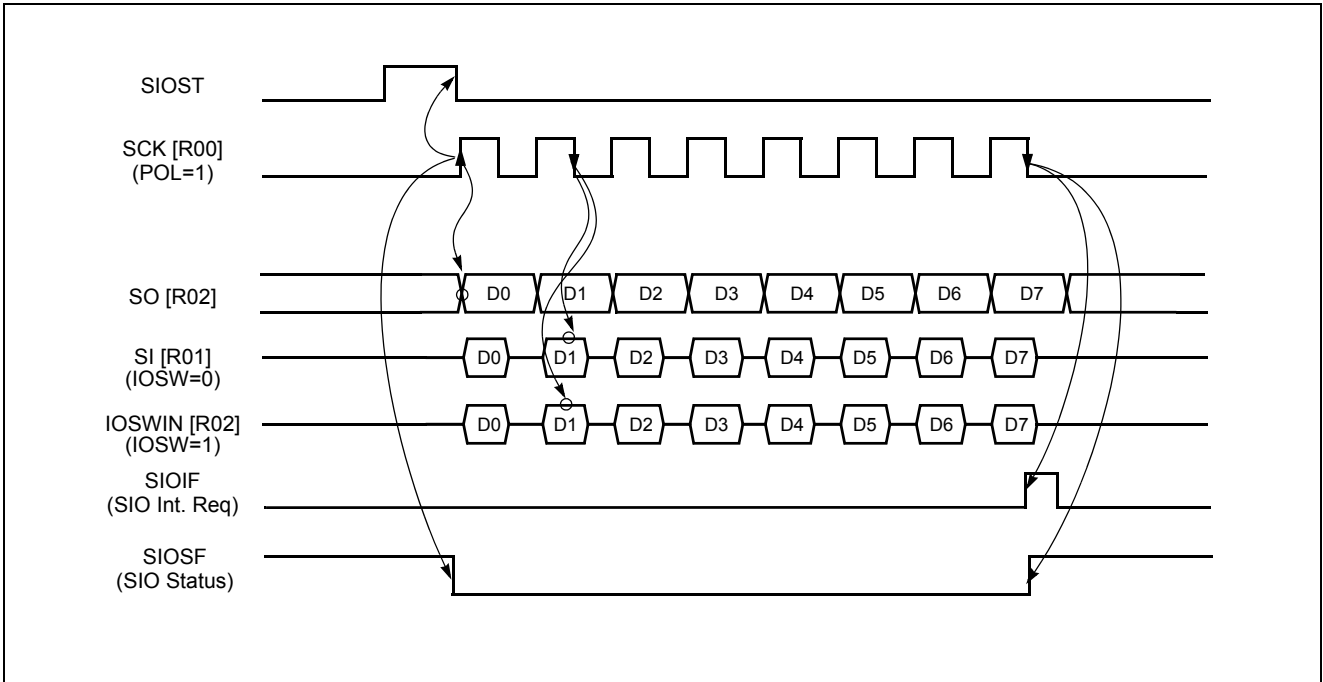 SIOST
SCK [R00]
(POL=1)
SO [R02]
D0 D1 D2 D3 D4 D5 D6 D7
SI [R01]
(IOSW=0)
D0 D1 D2 D3 D4 D5 D6 D7
IOSWIN [R02]
(IOSW=1)
D0 D1 D2 D3 D4 D5 D6 D7
SIOIF
(SIO Int. Req)
SIOSF
(SIO Status)